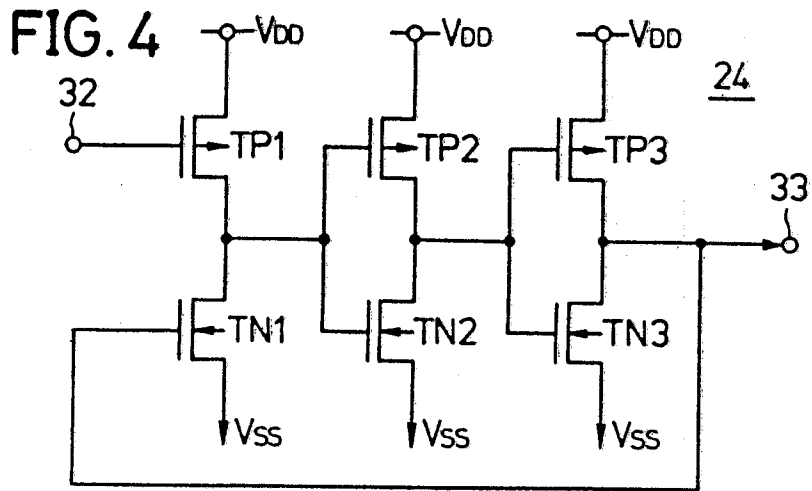 FIG. 4
VDD VDD VDD
24
32
TP1 TP2 TP3
33
TN1 TN2 TN3
VSS VSS VSS